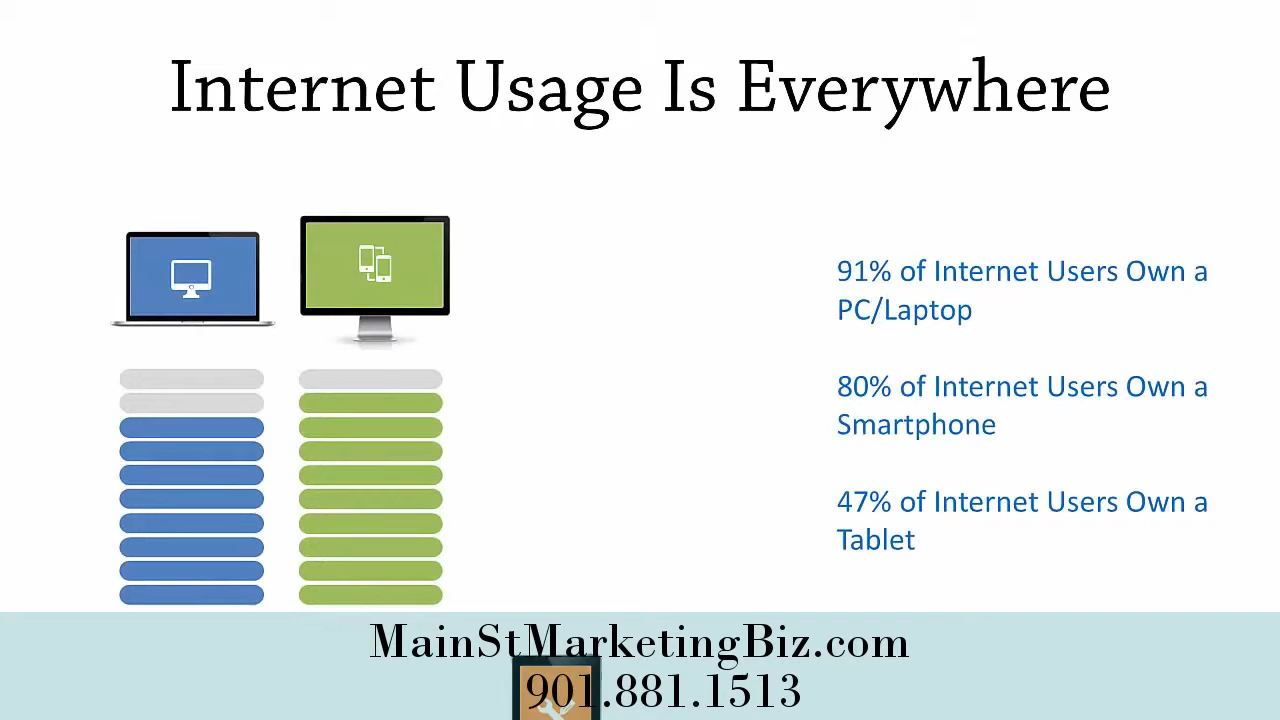 Internet Usage Is Everywhere
91% of Internet Users Own a
PC/Laptop
80% of Internet Users Own a
Smartphone
47% of Internet Users Own a
Tablet
MainStMarketingBiz.com
901.881.1513